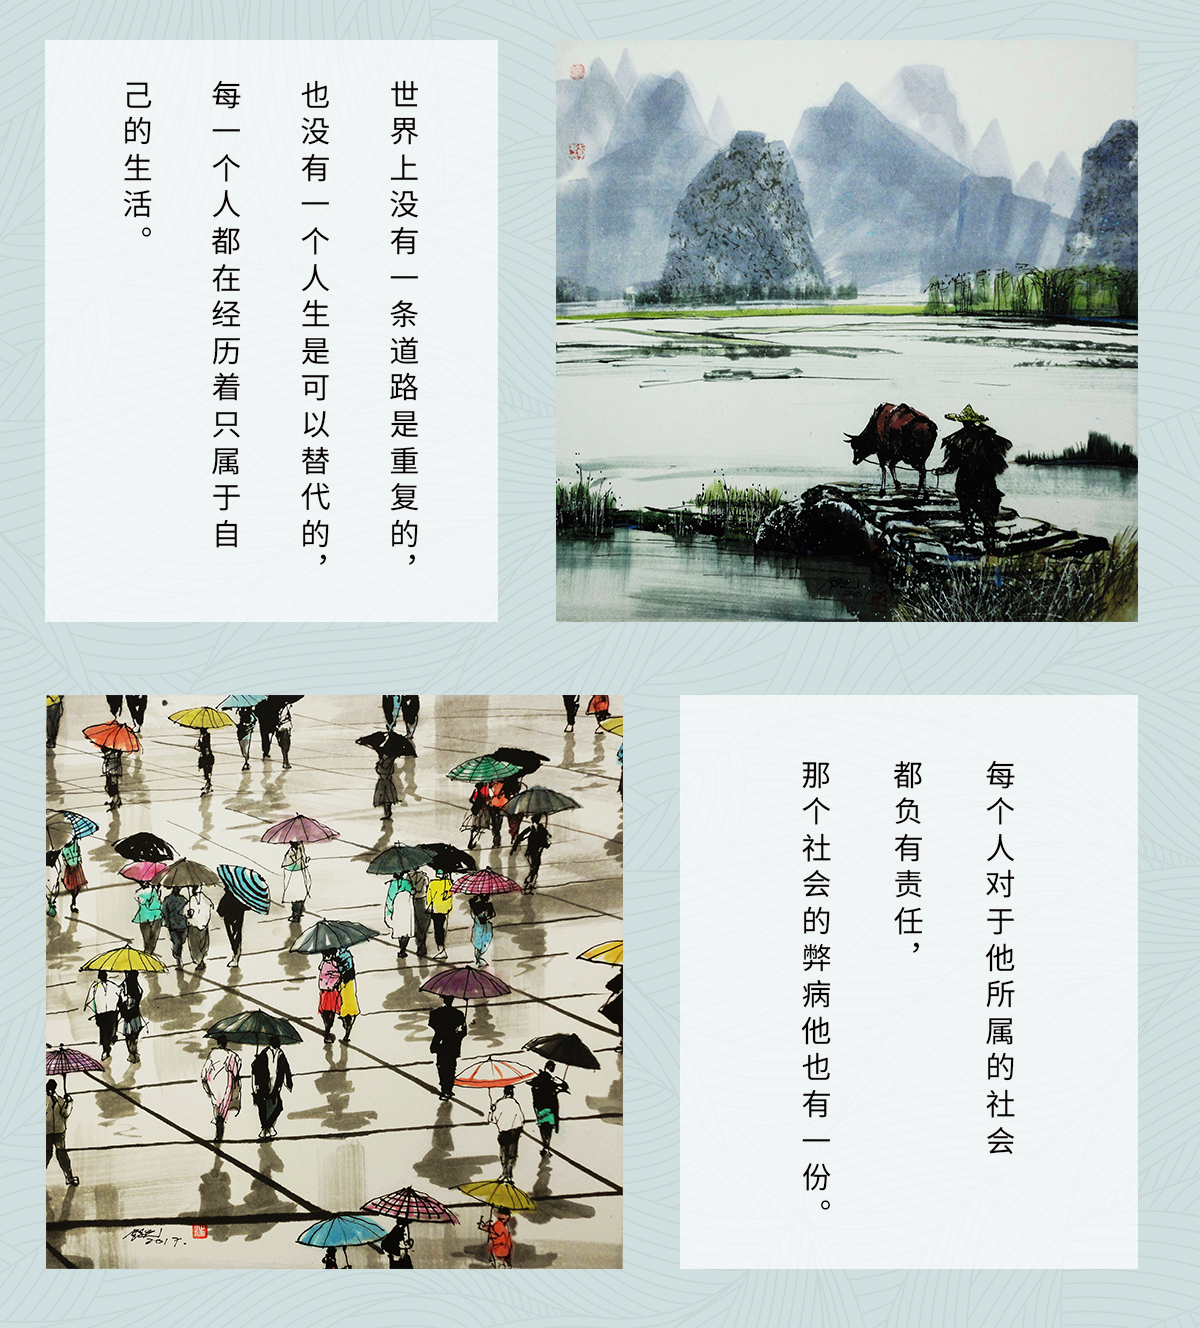 世界上没有一条道路是重复的，
也没有一个人生是可以替代的，
每一个人都在经历着只属于自
己的生活。
每个人对于他所属的社会
都负有责任，
那个社会的弊病他也有一份。
2017.